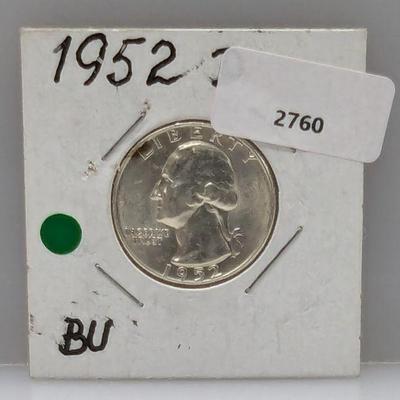 1952
2760
LIBERTY
IN GOD WE
TRUST
1952
BU